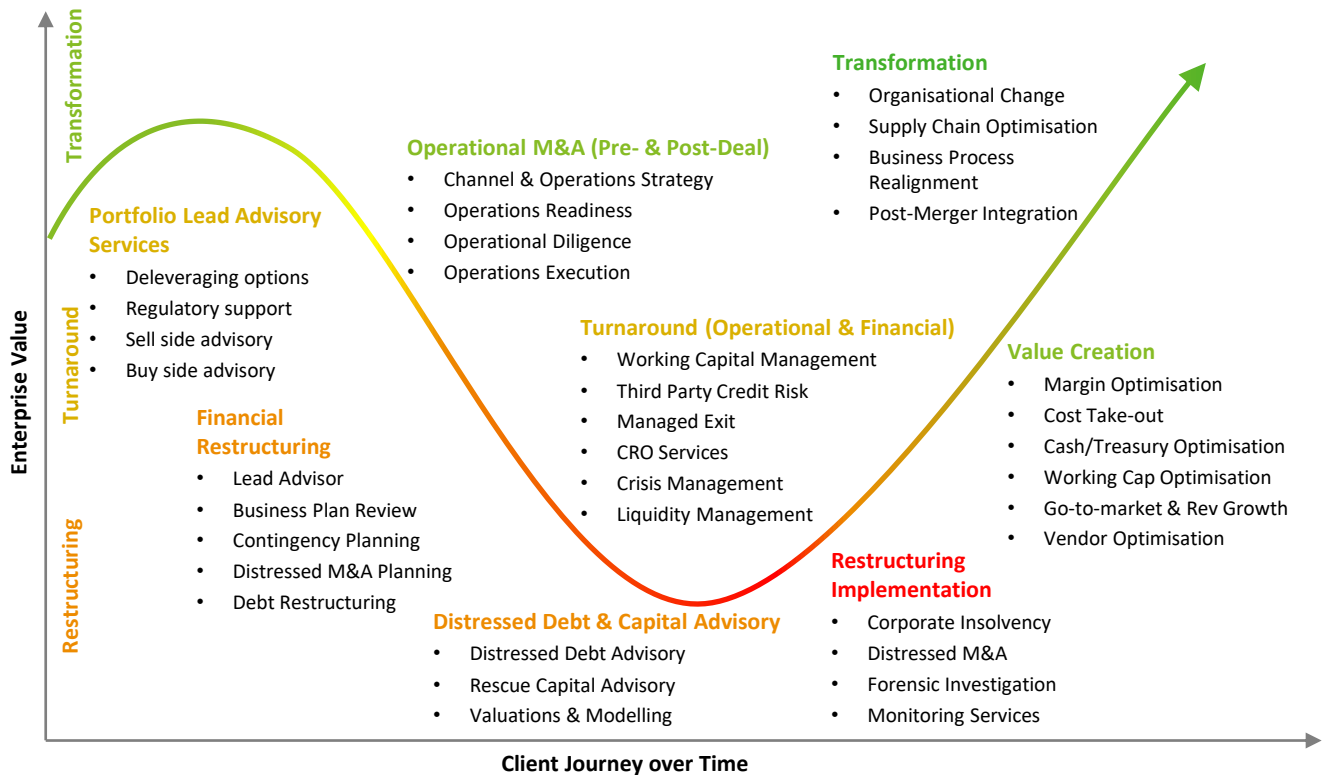 Transformation
Turnaround
Restructuring
Enterprise Value
Portfolio Lead Advisory
Services
• Deleveraging options
• Regulatory support
• Sell side advisory
• Buy side advisory
Financial
Restructuring
• Lead Advisor
• Business Plan Review
• Contingency Planning
• Distressed M&A Planning
• Debt Restructuring
Operational M&A (Pre- & Post-Deal)
• Channel & Operations Strategy
• Operations Readiness
• Operational Diligence
• Operations Execution
Distressed Debt & Capital Advisory
• Distressed Debt Advisory
• Rescue Capital Advisory
• Valuations & Modelling
Turnaround (Operational & Financial)
• Working Capital Management
• Third Party Credit Risk
• Managed Exit
• CRO Services
• Crisis Management
• Liquidity Management
Transformation
• Organisational Change
• Supply Chain Optimisation
• Business Process
Realignment
• Post-Merger Integration
Restructuring
Implementation
• Corporate Insolvency
• Distressed M&A
• Forensic Investigation
• Monitoring Services
Value Creation
• Margin Optimisation
• Cost Take-out
• Cash/Treasury Optimisation
• Working Cap Optimisation
• Go-to-market & Rev Growth
• Vendor Optimisation
Client Journey over Time